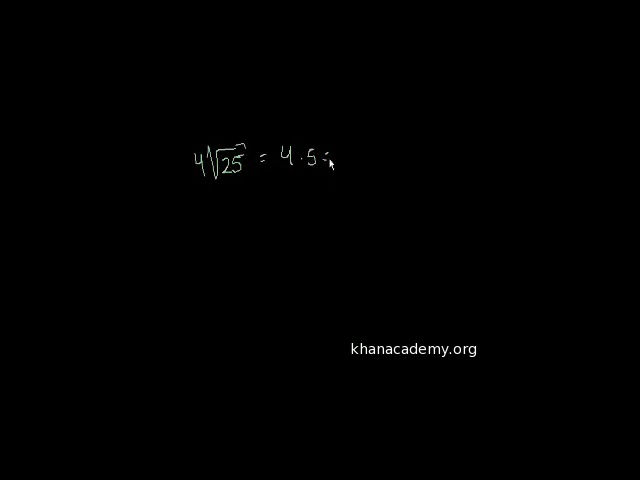 4√25 = 4 · 5 =
khanacademy.org